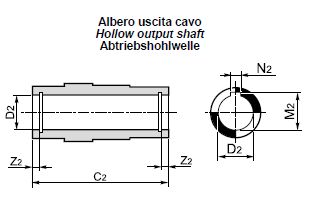 Albero uscita cavo
Hollow output shaft
Abtriebshohlwelle
N2
D2
M2
D2
Z2
Z2
C2